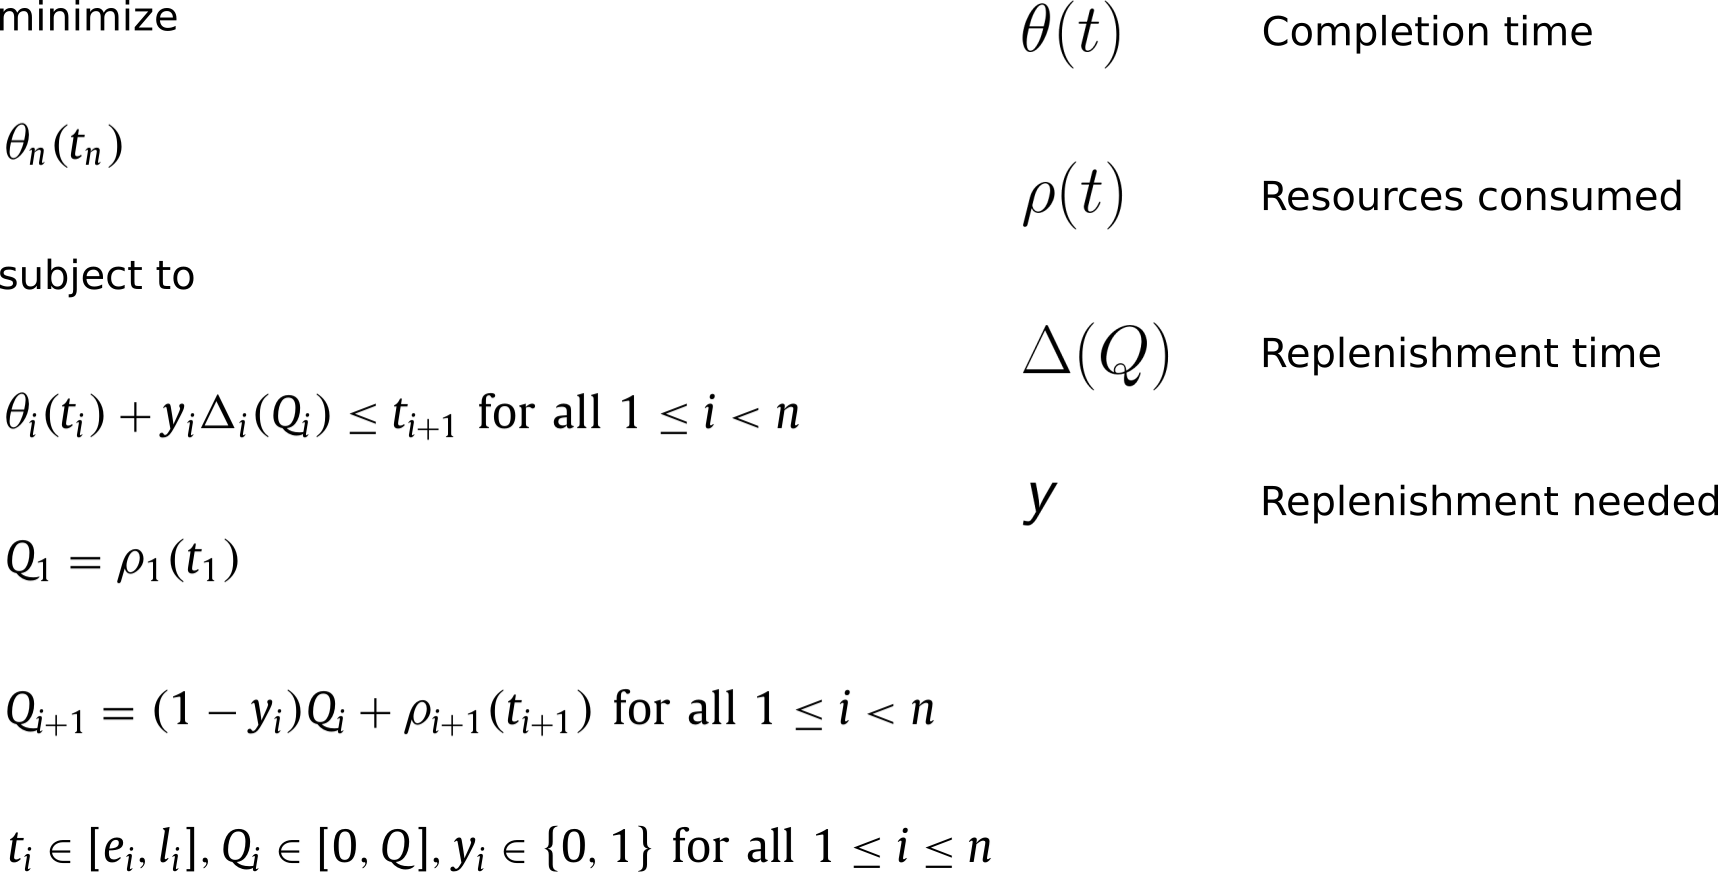 minimize
θₙ(tₙ)
subject to
θᵢ(tᵢ) + yᵢΔᵢ(Qᵢ) ≤ tᵢ₊₁ for all 1 ≤ i < n
Q₁ = ρ₁(t₁)
Qᵢ₊₁ = (1 − yᵢ)Qᵢ + ρᵢ₊₁(tᵢ₊₁) for all 1 ≤ i < n
tᵢ ∈ [eᵢ, lᵢ], Qᵢ ∈ [0, Q], yᵢ ∈ {0, 1} for all 1 ≤ i ≤ n
θ(t) Completion time
ρ(t) Resources consumed
Δ(Q) Replenishment time
y Replenishment needed